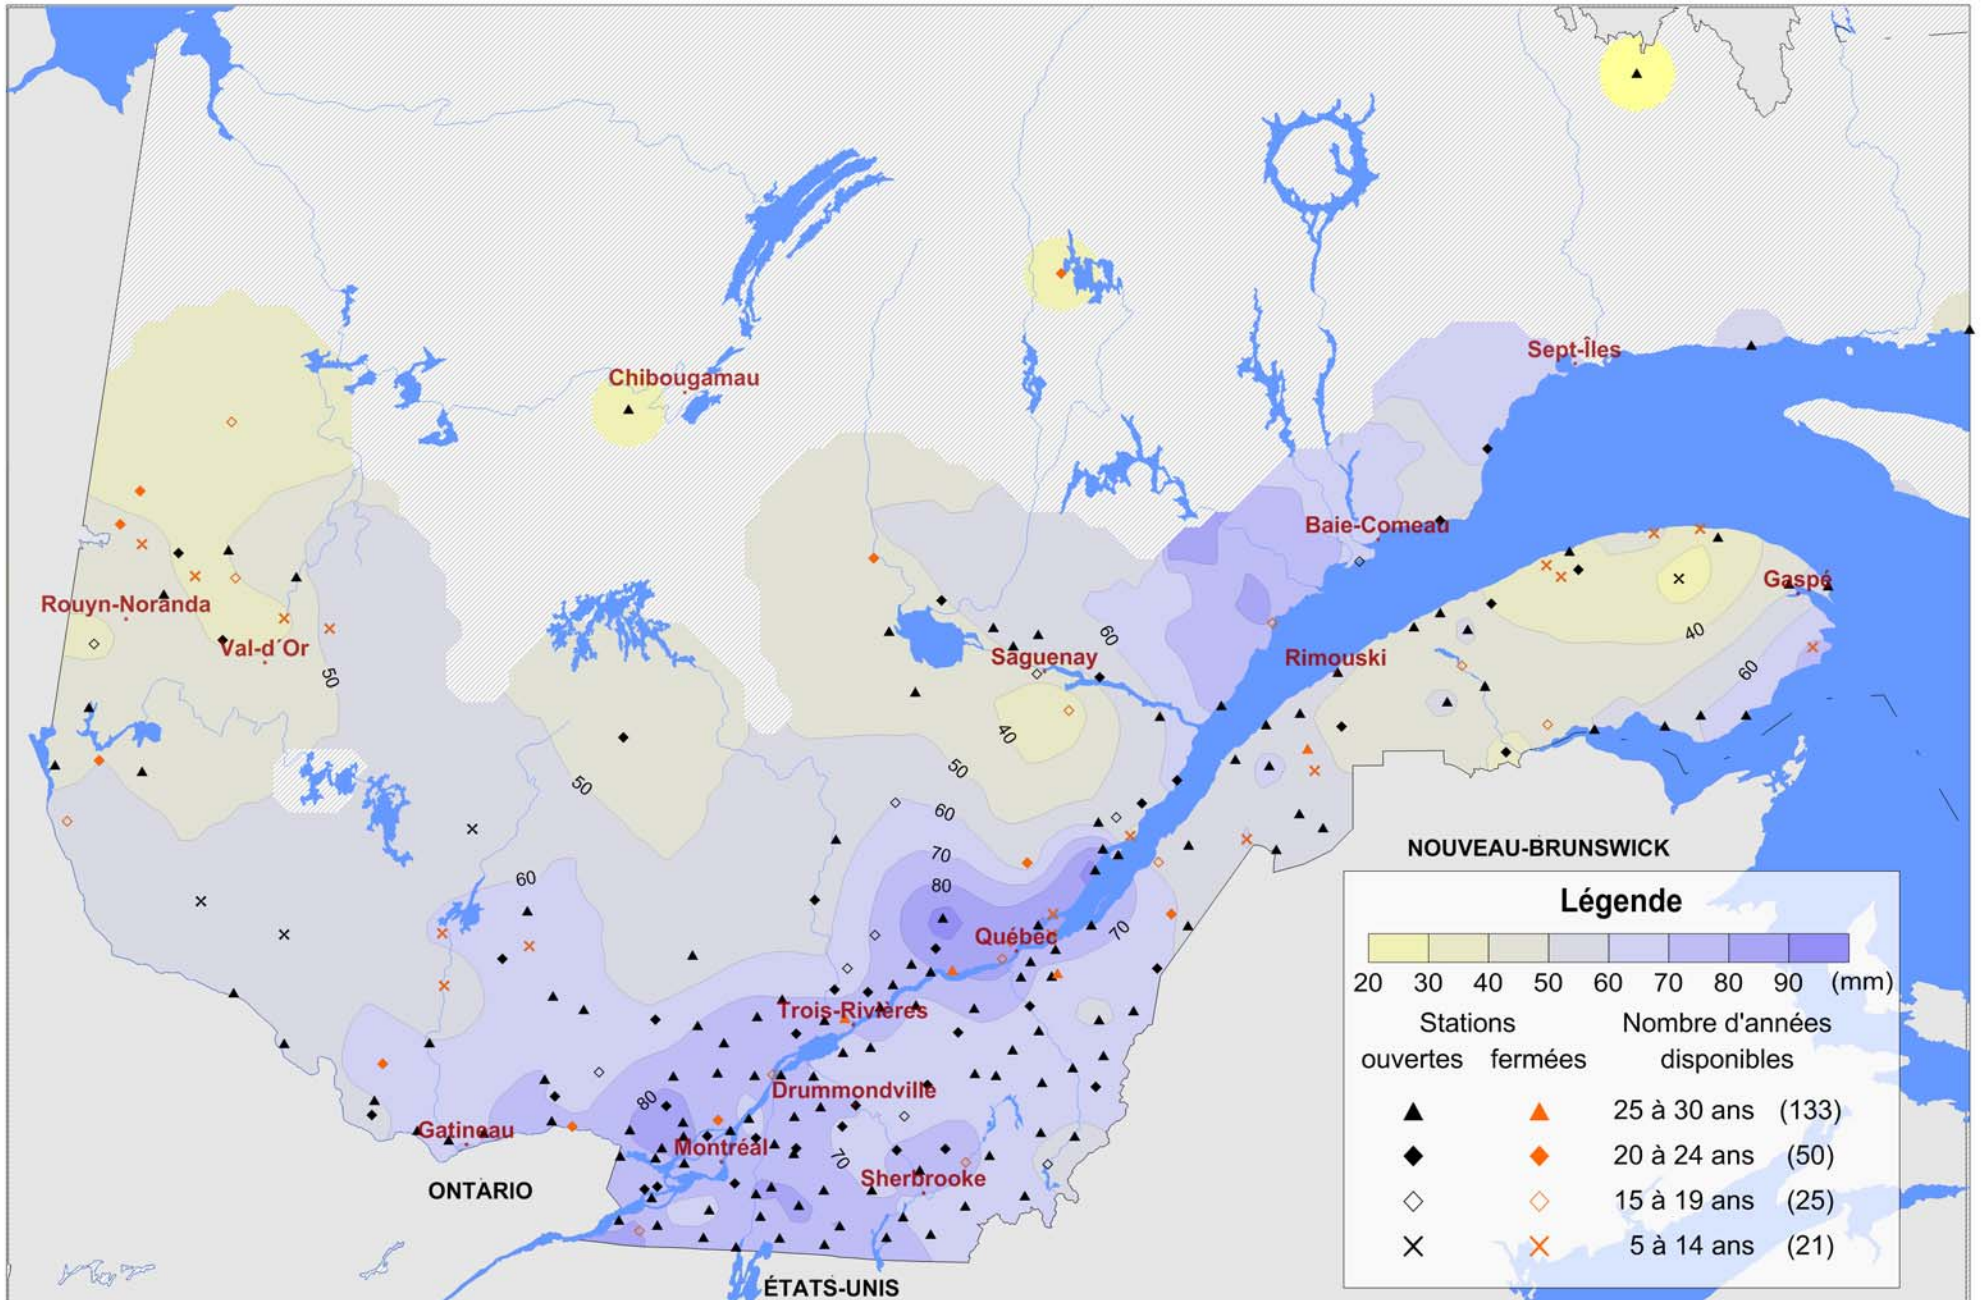 Sept-Îles
Chibougamau
Baie-Comeau
Gaspé
Rouyn-Noranda
40
60
Val-d´Or
Saguenay
Rimouski
50
60
40
50
50
60
70
NOUVEAU-BRUNSWICK
60
80
Québec
70
Trois-Rivières
Drummondville
80
Gatineau
Montréal
70
Sherbrooke
ONTARIO
ÉTATS-UNIS
Légende
20 30 40 50 60 70 80 90 (mm)
Stations Nombre d'années
ouvertes fermées disponibles
25 à 30 ans (133)
20 à 24 ans (50)
15 à 19 ans (25)
5 à 14 ans (21)